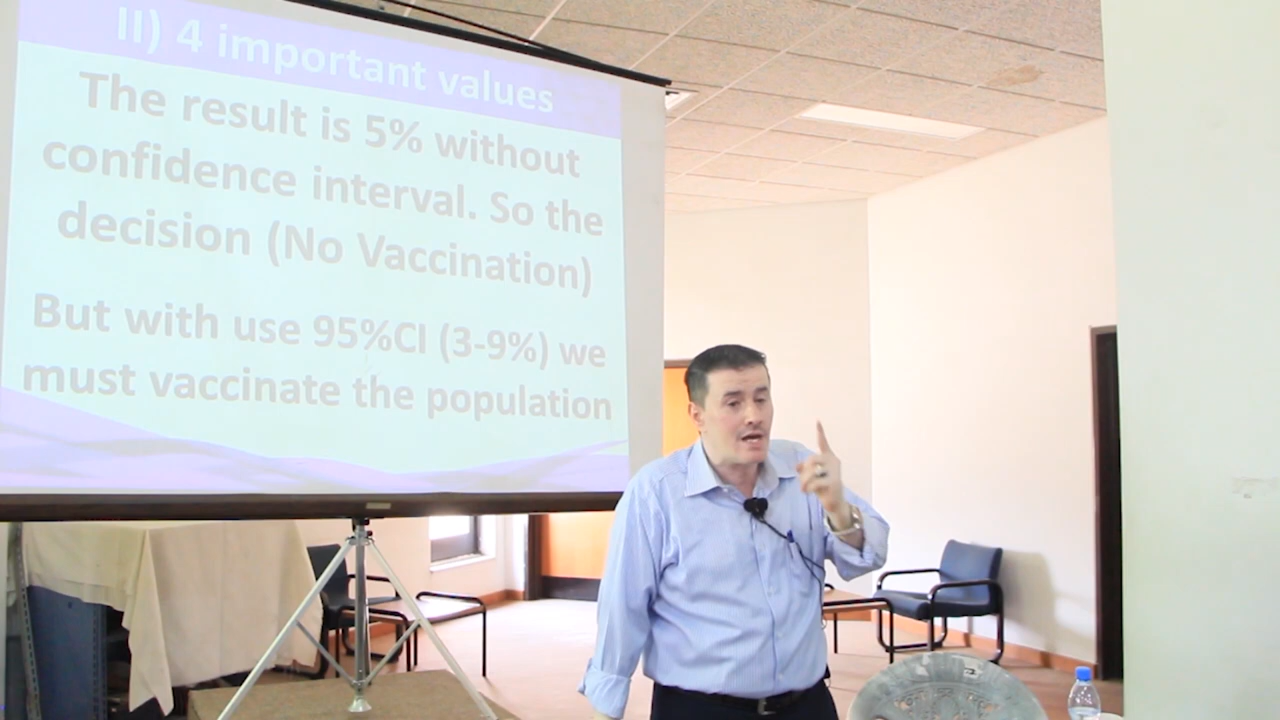 II) 4 important values
The result is 5% without
confidence interval. So the
decision (No Vaccination)
But with use 95%CI (3-9%) we
must vaccinate the population